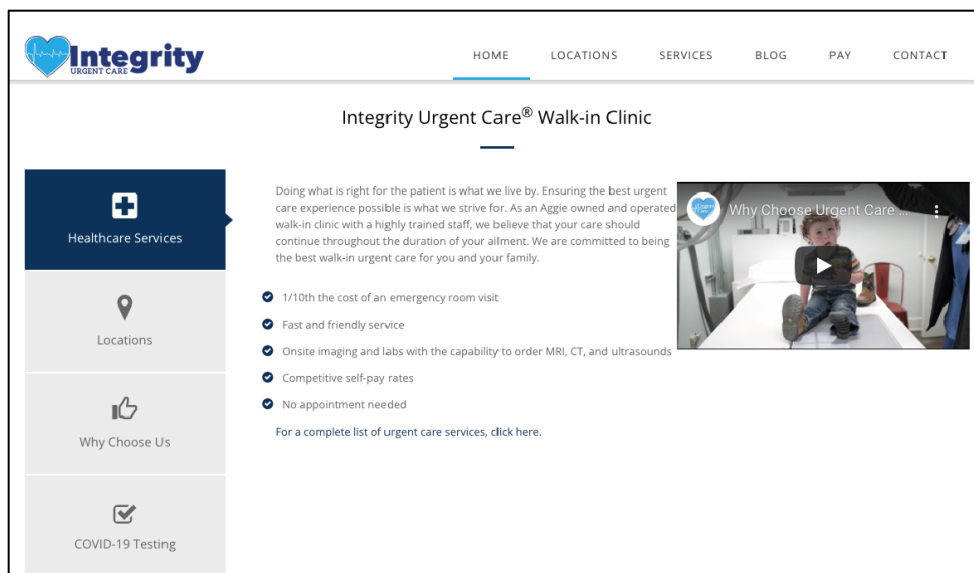 Integrity
URGENT CARE
HOME LOCATIONS SERVICES BLOG PAY CONTACT
Integrity Urgent Care® Walk-in Clinic
Healthcare Services
Locations
Why Choose Us
COVID-19 Testing
Doing what is right for the patient is what we live by. Ensuring the best urgent
care experience possible is what we strive for. As an Aggie owned and operated
walk-in clinic with a highly trained staff, we believe that your care should
continue throughout the duration of your ailment. We are committed to being
the best walk-in urgent care for you and your family.
1/10th the cost of an emergency room visit
Fast and friendly service
Onsite imaging and labs with the capability to order MRI, CT, and ultrasounds
Competitive self-pay rates
No appointment needed
For a complete list of urgent care services, click here.
Why Choose Urgent Care ...